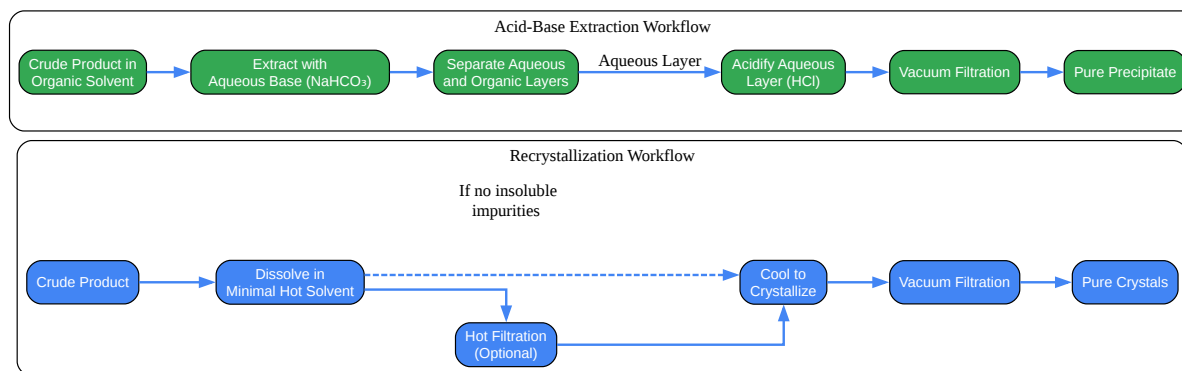 Acid-Base Extraction Workflow
Crude Product in
Organic Solvent
Extract with
Aqueous Base (NaHCO₃)
Separate Aqueous
and Organic Layers
Aqueous Layer
Acidify Aqueous
Layer (HCl)
Vacuum Filtration
Pure Precipitate
Recrystallization Workflow
If no insoluble
impurities
Crude Product
Dissolve in
Minimal Hot Solvent
Cool to
Crystallize
Vacuum Filtration
Pure Crystals
Hot Filtration
(Optional)